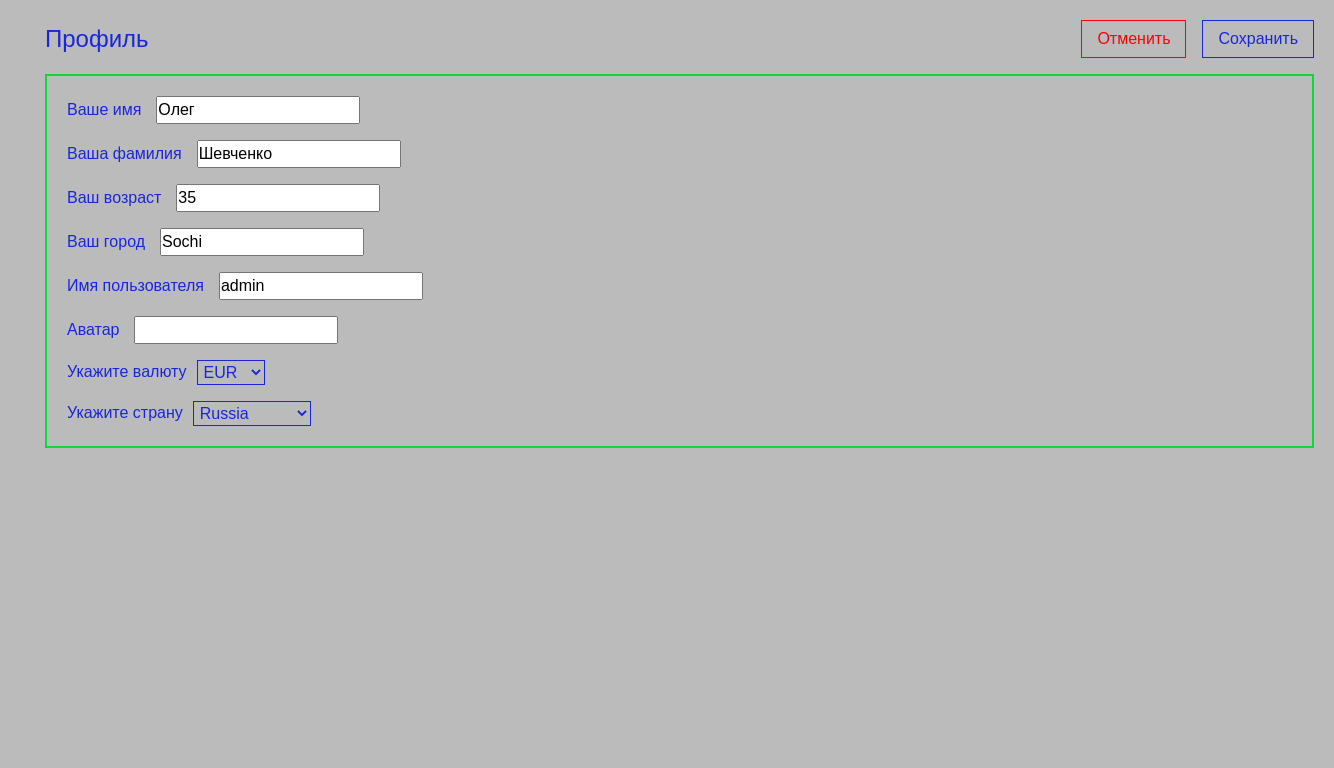 Профиль Отменить Сохранить
Ваше имя Олег
Ваша фамилия Шевченко
Ваш возраст 35
Ваш город Sochi
Имя пользователя admin
Аватар
Укажите валюту EUR
Укажите страну Russia